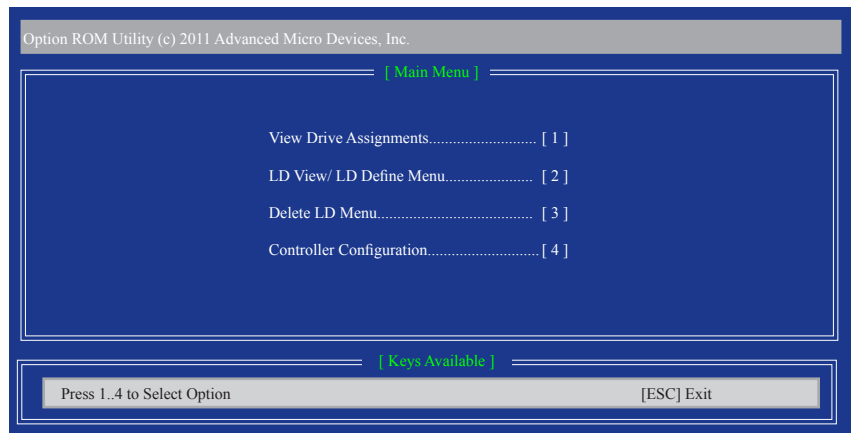 Option ROM Utility (c) 2011 Advanced Micro Devices, Inc.
[ Main Menu ]
View Drive Assignments........................... [ 1 ]
LD View/ LD Define Menu...................... [ 2 ]
Delete LD Menu....................................... [ 3 ]
Controller Configuration............................[ 4 ]
[ Keys Available ]
Press 1..4 to Select Option [ESC] Exit